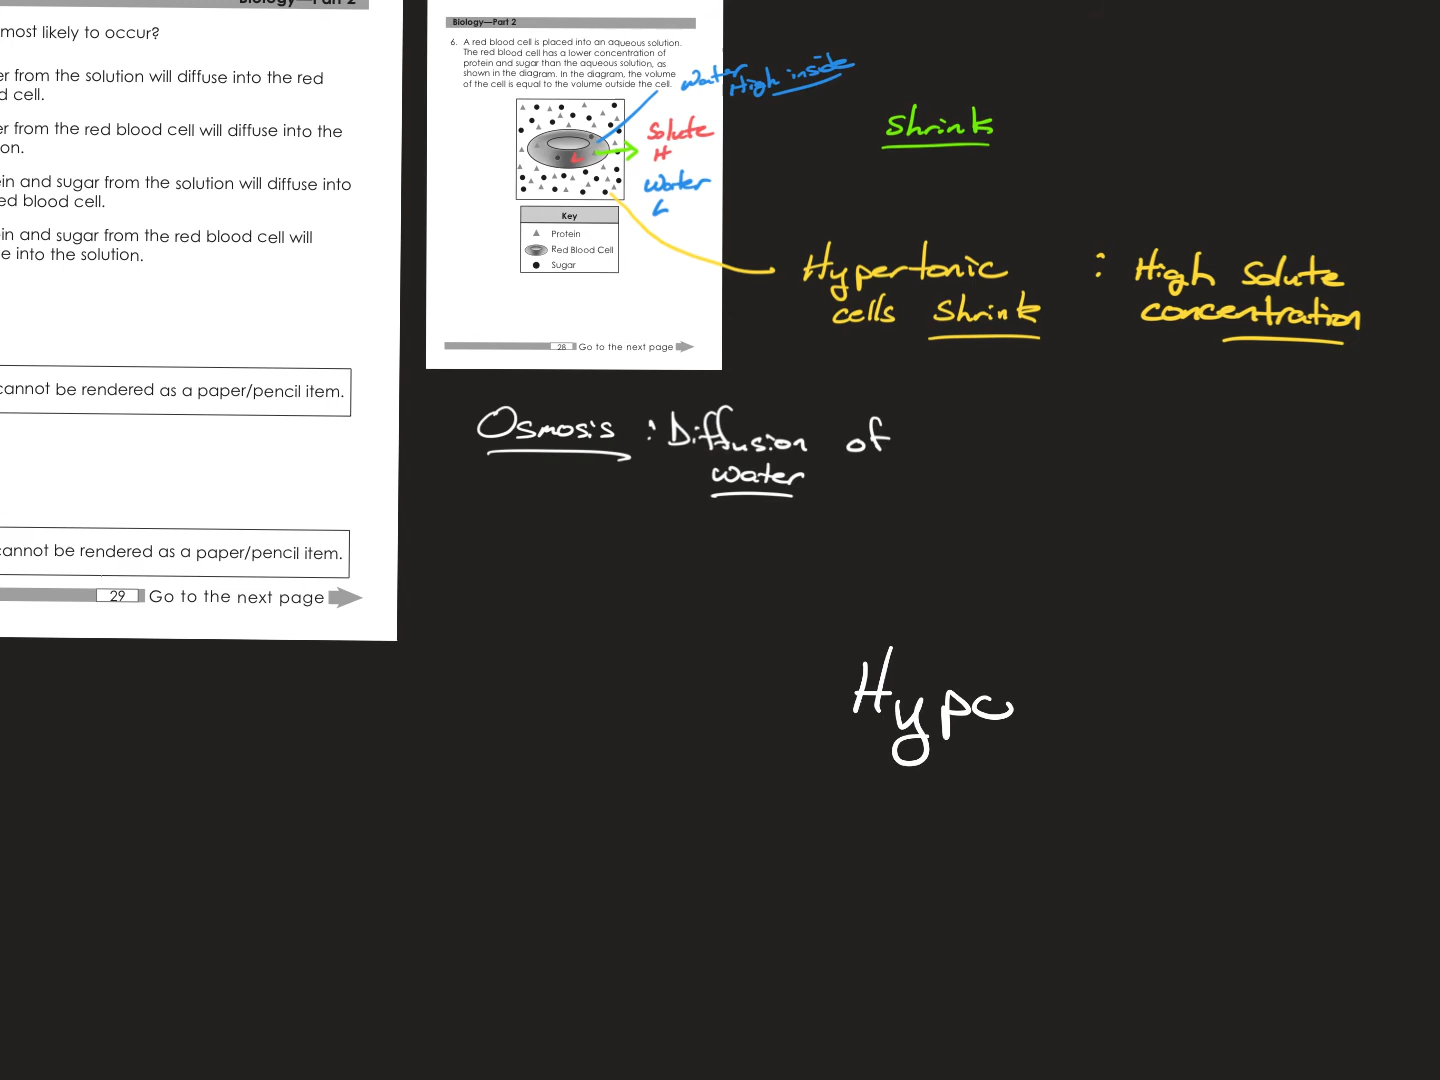 Biology—Part 2
most likely to occur?
er from the solution will diffuse into the red
d cell.
er from the red blood cell will diffuse into the
on.
ein and sugar from the solution will diffuse into
ed blood cell.
in and sugar from the red blood cell will
e into the solution.
cannot be rendered as a paper/pencil item.
cannot be rendered as a paper/pencil item.
29 Go to the next page
Biology—Part 2
6. A red blood cell is placed into an aqueous solution.
The red blood cell has a lower concentration of
protein and sugar than the aqueous solution, as
shown in the diagram. In the diagram, the volume
of the cell is equal to the volume outside the cell.
Key
Protein
Red Blood Cell
Sugar
28 Go to the next page
Water
High inside
Solute
H
Water
L
Shrink
Hypertonic : High Solute
cells Shrink concentration
Osmosis : Diffusion of
water
Hypo